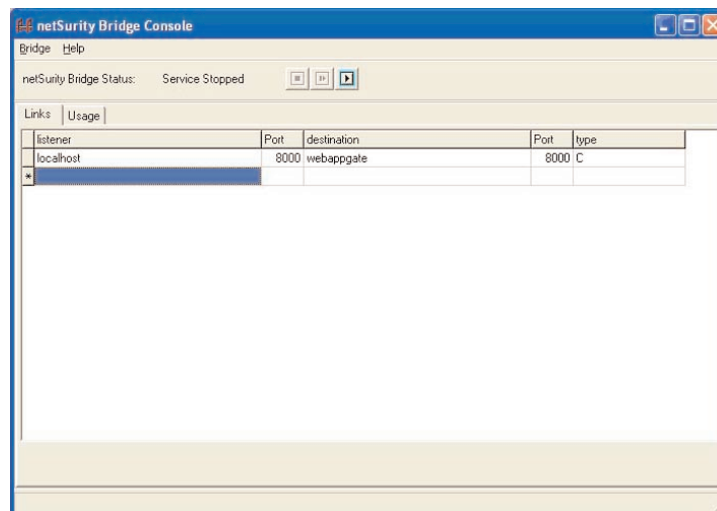 netSurity Bridge Console
Bridge Help
netSurity Bridge Status: Service Stopped
Links Usage
listener Port destination Port type
localhost 8000 webappgate 8000 C
*